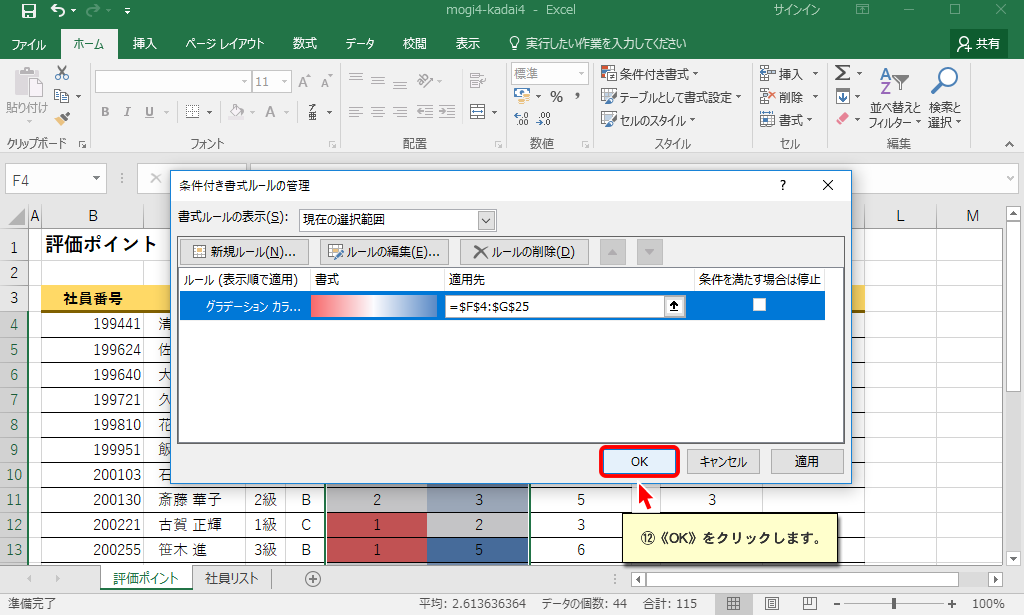 mogi4-kadai4 - Excel
サインイン
ファイル ホーム 挿入 ページ レイアウト 数式 データ 校閲 表示 実行したい作業を入力してください 共有
貼り付け
クリップボード
11
A A
B I U
A
フォント
配置
標準
% ,
数値
条件付き書式
テーブルとして書式設定
セルのスタイル
スタイル
挿入
削除
書式
セル
Σ
並べ替えと
フィルター
検索と
選択
編集
F4
条件付き書式ルールの管理 ?
書式ルールの表示(S): 現在の選択範囲
新規ルール(N)... ルールの編集(E)... ルールの削除(D)
ルール (表示順で適用) 書式 適用先 条件を満たす場合は停止
グラデーション カラ... =$F$4:$G$25
OK キャンセル 適用
A B L M
1 評価ポイント
2
3 社員番号
4 199441 清
5 199624 佐
6 199640 大
7 199721 久
8 199810 花
9 199951 飯
10 200103 石
11 200130 斎藤 華子 2級 B 2 3 5 3
12 200221 古賀 正輝 1級 C 1 2 3
13 200255 笹木 進 3級 B 1 5 6
⑫《OK》をクリックします。
評価ポイント 社員リスト
準備完了 平均: 2.613636364 データの個数: 44 合計: 115 100%